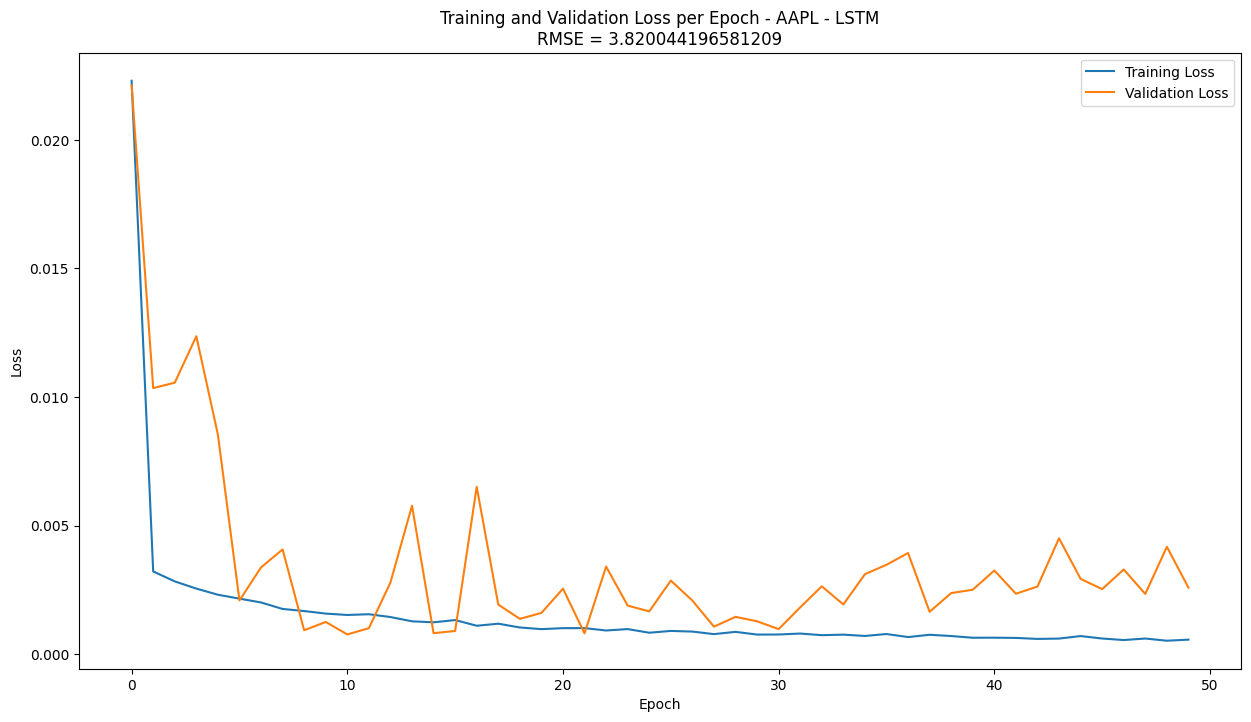 Training and Validation Loss per Epoch - AAPL - LSTM
RMSE = 3.820044196581209
Training Loss
Validation Loss
0.020
0.015
0.010
0.005
0.000
Loss
0 10 20 30 40 50
Epoch